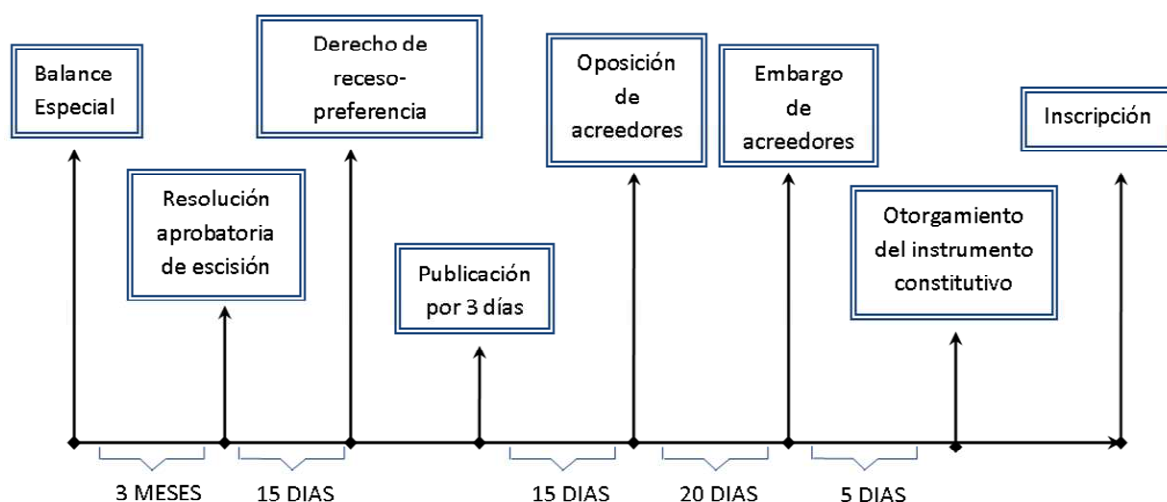 Balance
Especial
Resolución
aprobatoria
de escisión
Derecho de
receso-
preferencia
Publicación
por 3 días
Oposición
de
acreedores
Embargo
de
acreedores
Otorgamiento
del instrumento
constitutivo
Inscripción
3 MESES
15 DIAS
15 DIAS
20 DIAS
5 DIAS